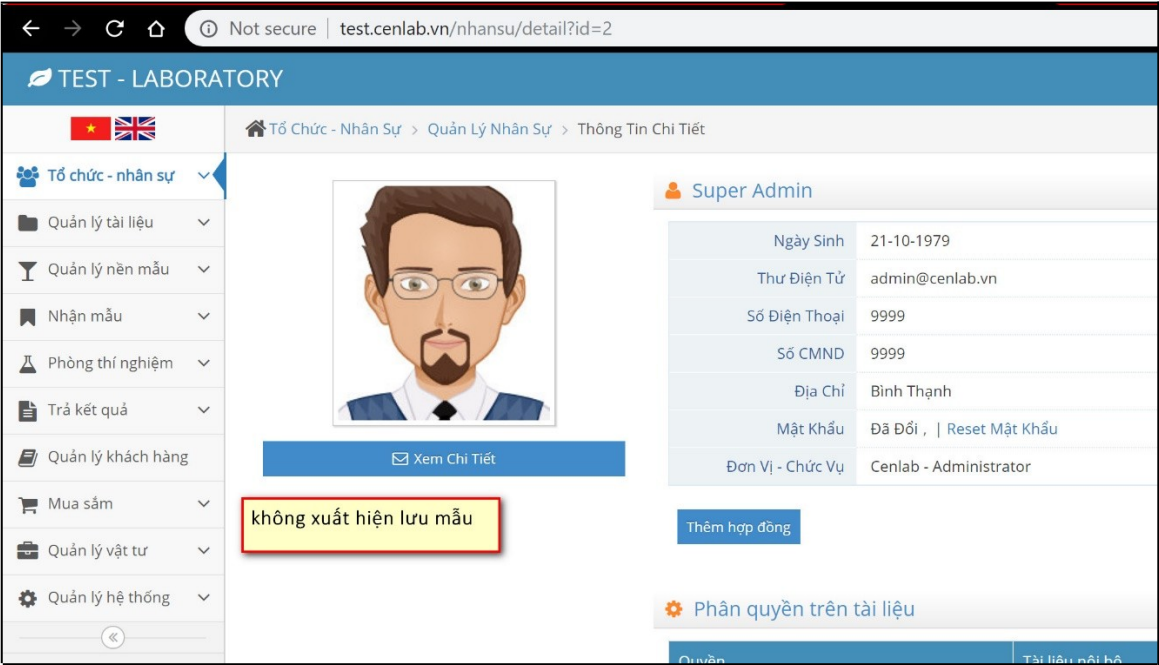 Not secure | test.cenlab.vn/nhansu/detail?id=2
TEST - LABORATORY
Tổ Chức - Nhân Sự > Quản Lý Nhân Sự > Thông Tin Chi Tiết
Tổ chức - nhân sự
Quản lý tài liệu
Quản lý nền mẫu
Nhận mẫu
Phòng thí nghiệm
Trả kết quả
Quản lý khách hàng
Mua sắm
Quản lý vật tư
Quản lý hệ thống
Xem Chi Tiết
không xuất hiện lưu mẫu
Super Admin
Ngày Sinh 21-10-1979
Thư Điện Tử admin@cenlab.vn
Số Điện Thoại 9999
Số CMND 9999
Địa Chỉ Bình Thạnh
Mật Khẩu Đã Đổi , | Reset Mật Khẩu
Đơn Vị - Chức Vụ Cenlab - Administrator
Thêm hợp đồng
Phân quyền trên tài liệu
Quyền Tài liệu nội bộ